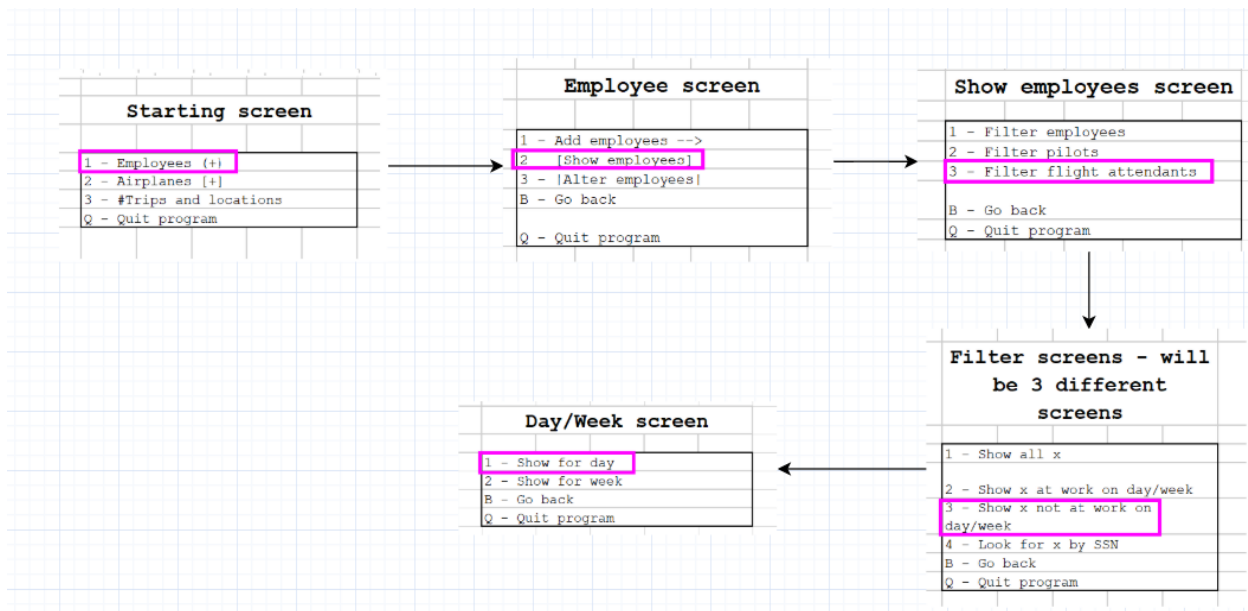 Starting screen
1 - Employees (+)
2 - Airplanes [+]
3 - #Trips and locations
Q - Quit program
Employee screen
1 - Add employees -->
2   [Show employees]
3 - |Alter employees|
B - Go back
Q - Quit program
Show employees screen
1 - Filter employees
2 - Filter pilots
3 - Filter flight attendants
B - Go back
Q - Quit program
Filter screens - will
be 3 different
screens
1 - Show all x
2 - Show x at work on day/week
3 - Show x not at work on
day/week
4 - Look for x by SSN
B - Go back
Q - Quit program
Day/Week screen
1 - Show for day
2 - Show for week
B - Go back
Q - Quit program